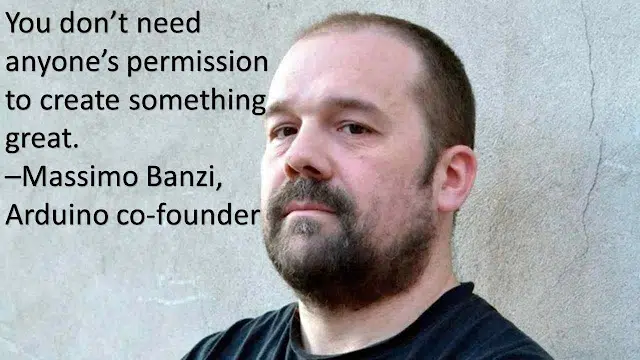 You don’t need
anyone’s permission
to create something
great.
–Massimo Banzi,
Arduino co-founder